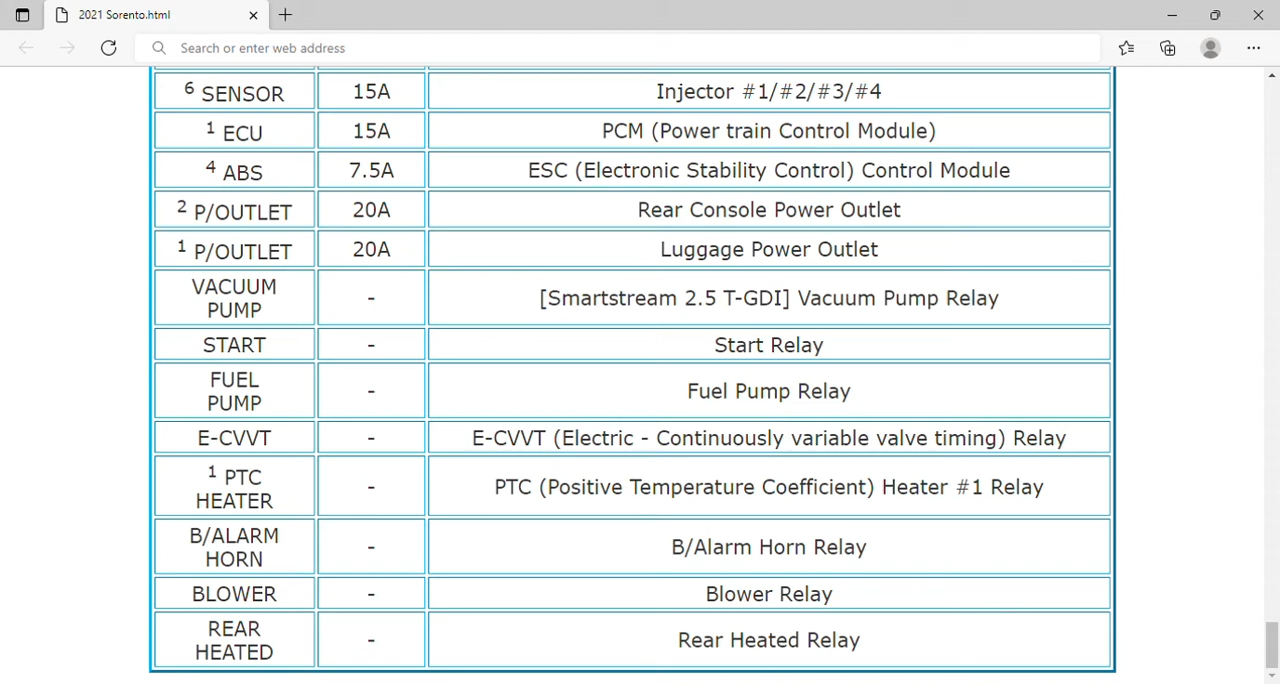 2021 Sorento.html
Search or enter web address
6 SENSOR 15A Injector #1/#2/#3/#4
1 ECU 15A PCM (Power train Control Module)
4 ABS 7.5A ESC (Electronic Stability Control) Control Module
2 P/OUTLET 20A Rear Console Power Outlet
1 P/OUTLET 20A Luggage Power Outlet
VACUUM
PUMP - [Smartstream 2.5 T-GDI] Vacuum Pump Relay
START - Start Relay
FUEL
PUMP - Fuel Pump Relay
E-CVVT - E-CVVT (Electric - Continuously variable valve timing) Relay
1 PTC
HEATER - PTC (Positive Temperature Coefficient) Heater #1 Relay
B/ALARM
HORN - B/Alarm Horn Relay
BLOWER - Blower Relay
REAR
HEATED - Rear Heated Relay